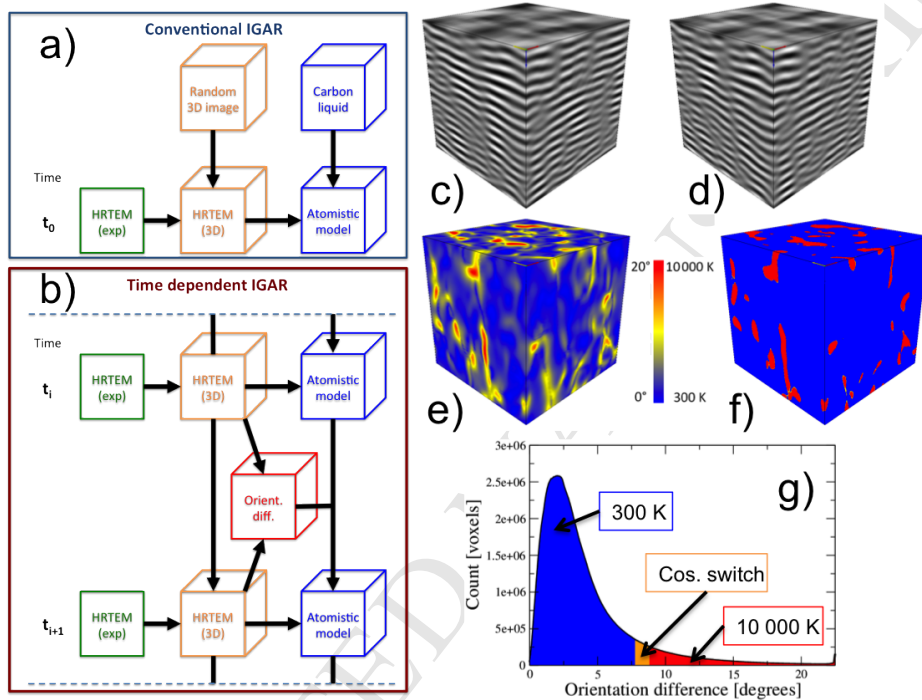 a)
Conventional IGAR
Random
3D image
Carbon
liquid
Time
t0
HRTEM
(exp)
HRTEM
(3D)
Atomistic
model
b)
Time dependent IGAR
Time
ti
HRTEM
(exp)
HRTEM
(3D)
Atomistic
model
Orient.
diff.
ti+1
HRTEM
(exp)
HRTEM
(3D)
Atomistic
model
c)
d)
20°
10000 K
0°
300 K
e)
f)
g)
3e+06
2.5e+06
2e+06
1.5e+06
1e+06
5e+05
0
Count [voxels]
300 K
Cos. switch
10 000 K
0
5
10
15
20
Orientation difference [degrees]